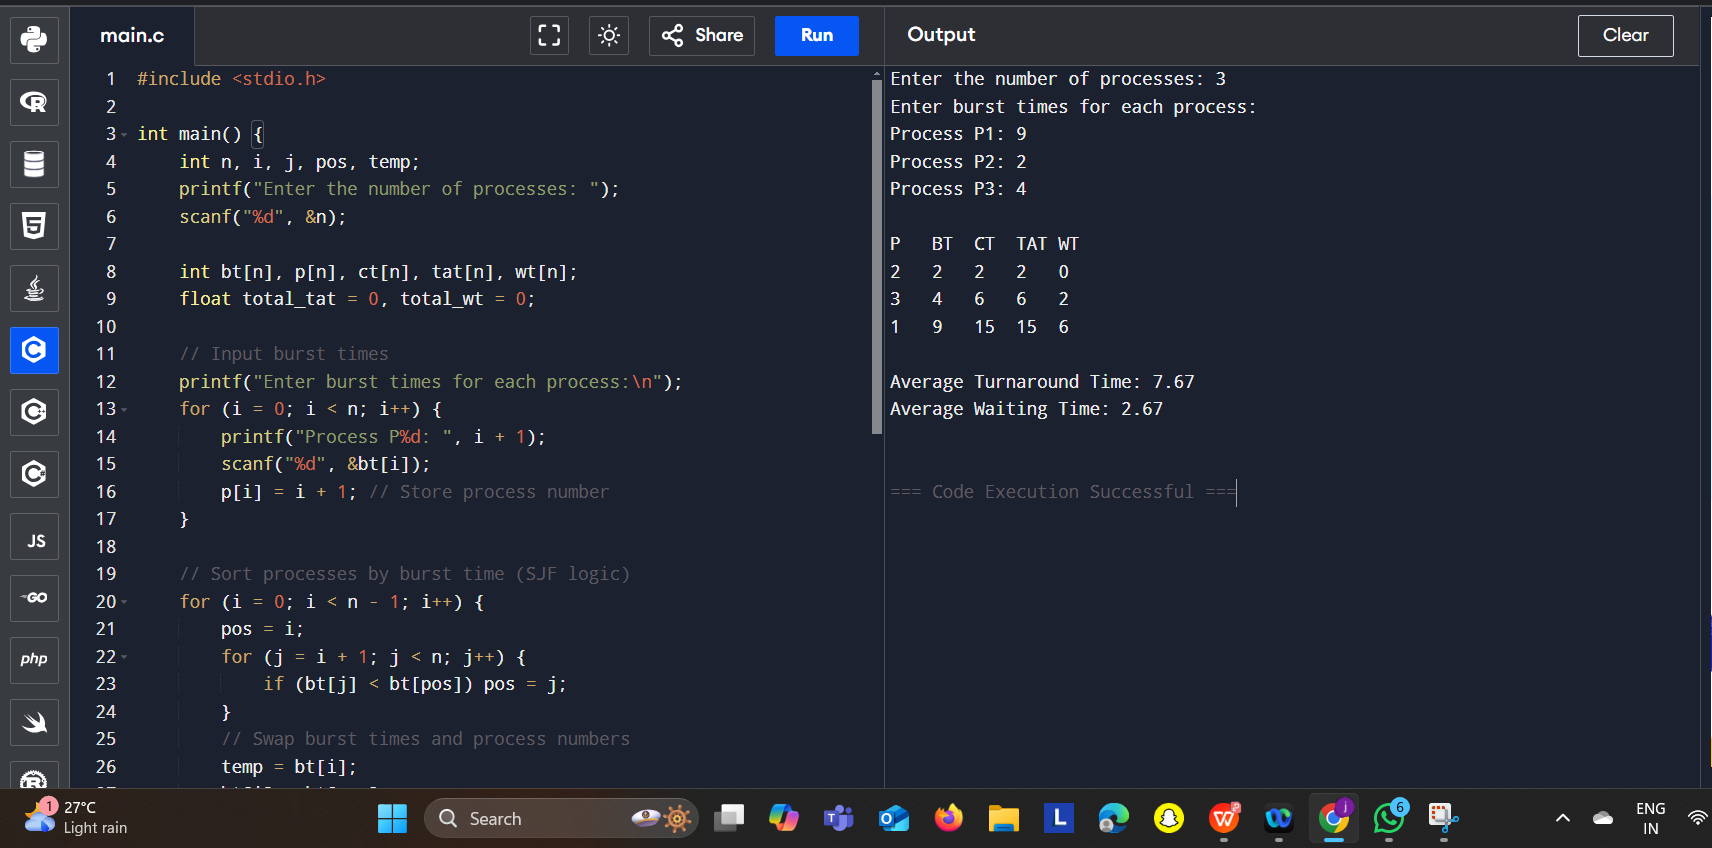 main.c
Share
Run
Output
Clear
1 #include <stdio.h>
2
3 int main() {
4     int n, i, j, pos, temp;
5     printf("Enter the number of processes: ");
6     scanf("%d", &n);
7
8     int bt[n], p[n], ct[n], tat[n], wt[n];
9     float total_tat = 0, total_wt = 0;
10
11     // Input burst times
12     printf("Enter burst times for each process:\n");
13     for (i = 0; i < n; i++) {
14         printf("Process P%d: ", i + 1);
15         scanf("%d", &bt[i]);
16         p[i] = i + 1; // Store process number
17     }
18
19     // Sort processes by burst time (SJF logic)
20     for (i = 0; i < n - 1; i++) {
21         pos = i;
22         for (j = i + 1; j < n; j++) {
23             if (bt[j] < bt[pos]) pos = j;
24         }
25         // Swap burst times and process numbers
26         temp = bt[i];
Enter the number of processes: 3
Enter burst times for each process:
Process P1: 9
Process P2: 2
Process P3: 4
P   BT  CT  TAT WT
2   2   2   2   0
3   4   6   6   2
1   9   15  15  6
Average Turnaround Time: 7.67
Average Waiting Time: 2.67
=== Code Execution Successful ===
JS
GO
php
1
27°C
Light rain
Search
L
6
ENG
IN